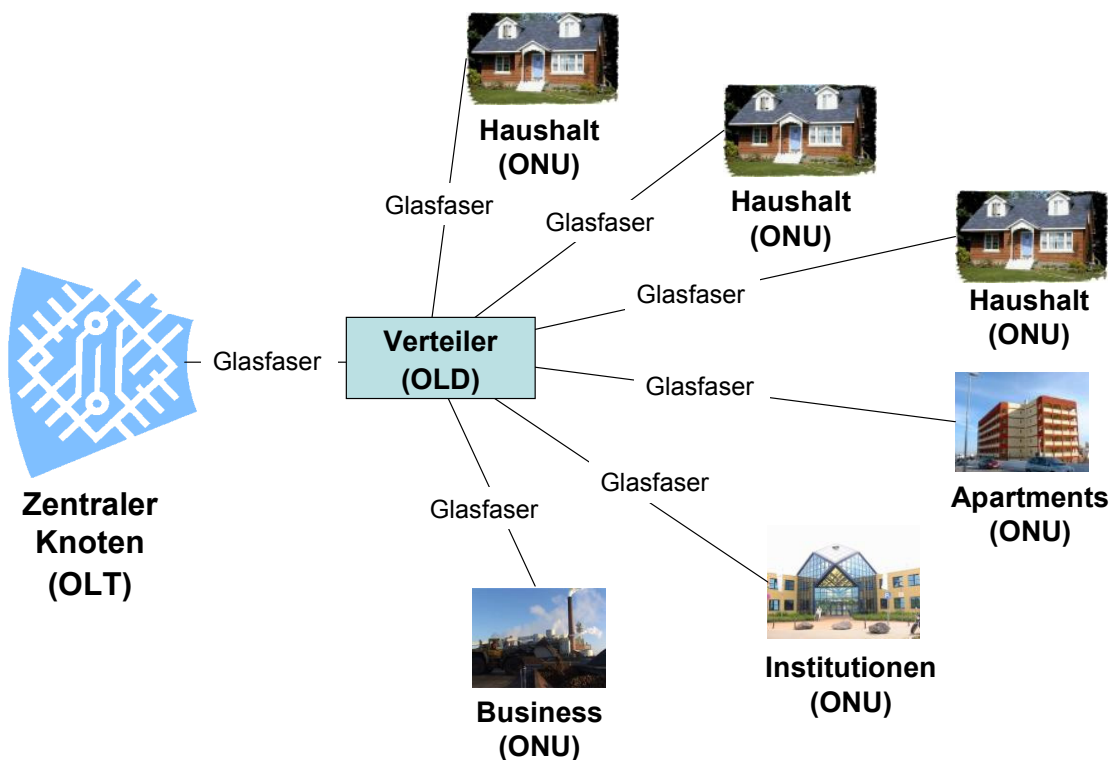 Haushalt
(ONU)
Haushalt
(ONU)
Haushalt
(ONU)
Glasfaser
Glasfaser
Glasfaser
Glasfaser
Verteiler
(OLD)
Glasfaser
Glasfaser
Glasfaser
Zentraler
Knoten
(OLT)
Apartments
(ONU)
Institutionen
(ONU)
Business
(ONU)